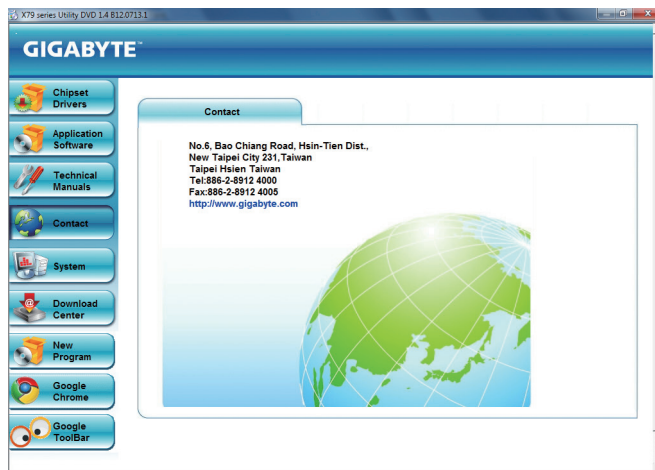 X79 series Utility DVD 1.4 B12.0713.1
GIGABYTE™
Chipset
Drivers
Application
Software
Technical
Manuals
Contact
System
Download
Center
New
Program
Google
Chrome
Google
ToolBar
Contact
No.6, Bao Chiang Road, Hsin-Tien Dist.,
New Taipei City 231,Taiwan
Taipei Hsien Taiwan
Tel:886-2-8912 4000
Fax:886-2-8912 4005
http://www.gigabyte.com